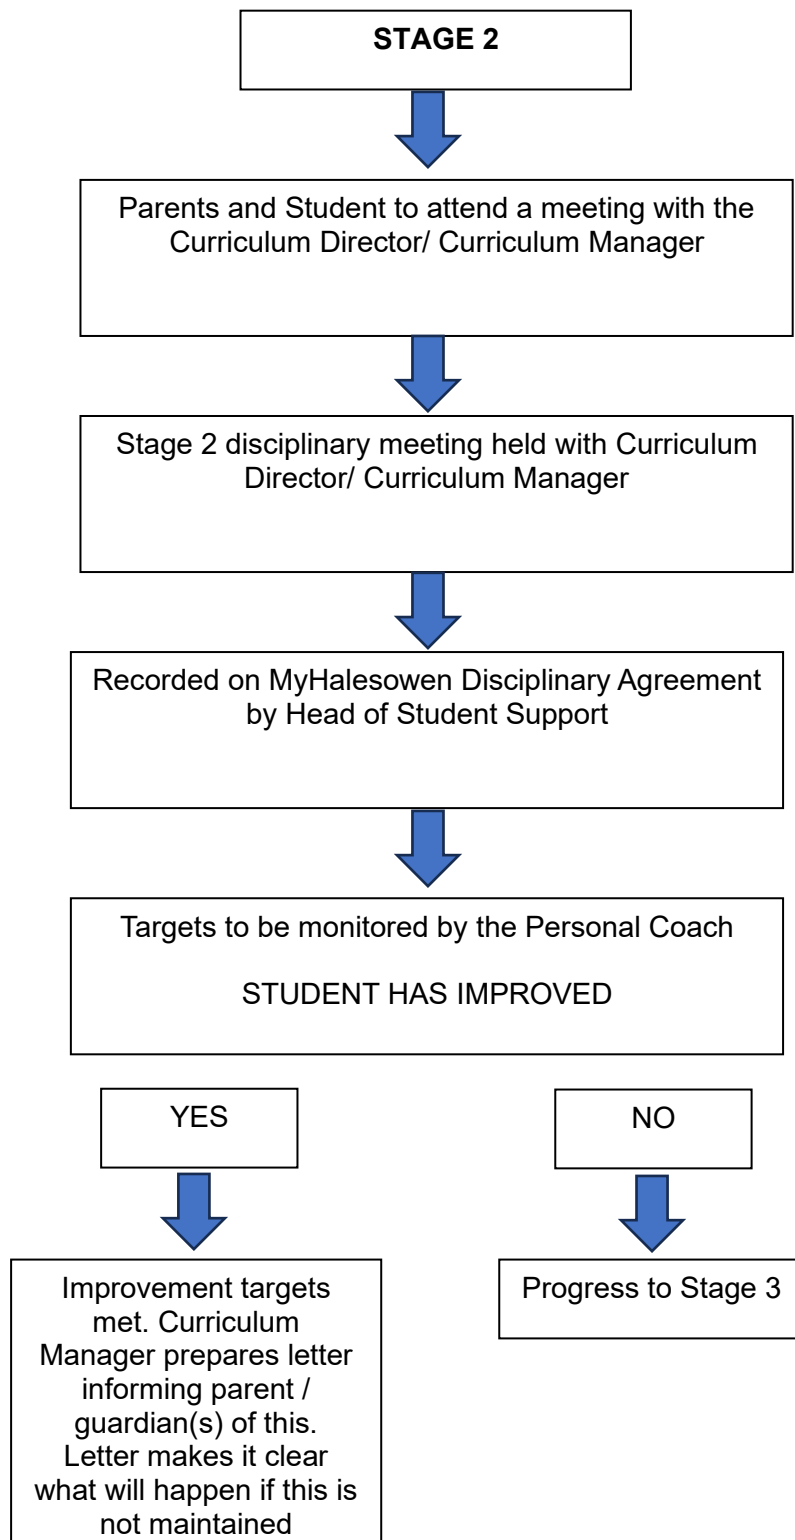 STAGE 2
Parents and Student to attend a meeting with the
Curriculum Director/ Curriculum Manager
Stage 2 disciplinary meeting held with Curriculum
Director/ Curriculum Manager
Recorded on MyHalesowen Disciplinary Agreement
by Head of Student Support
Targets to be monitored by the Personal Coach
STUDENT HAS IMPROVED
YES
NO
Improvement targets
met. Curriculum
Manager prepares letter
informing parent /
guardian(s) of this.
Letter makes it clear
what will happen if this is
not maintained
Progress to Stage 3